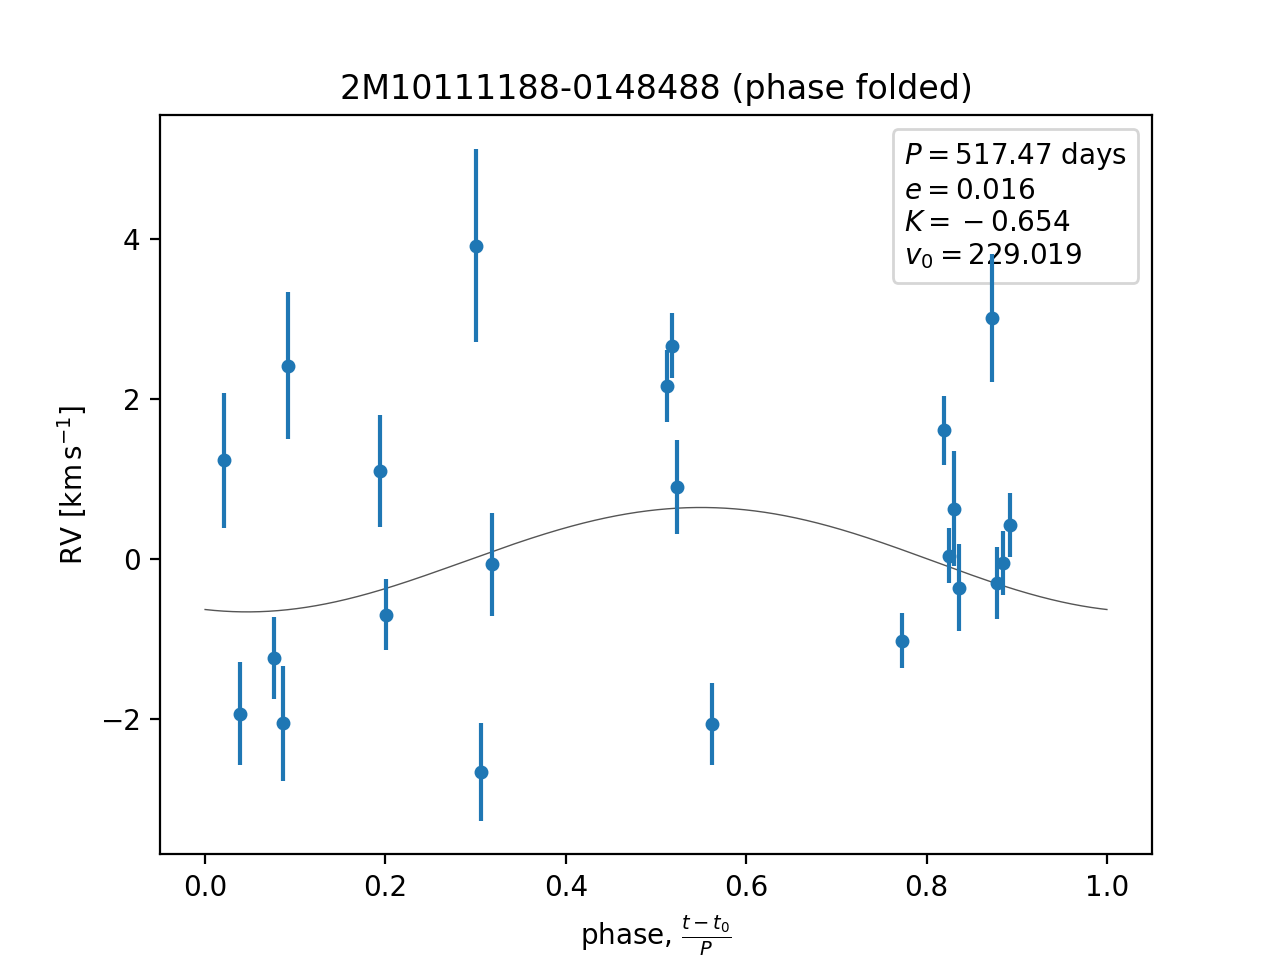 2M10111188-0148488 (phase folded)
P = 517.47 days
e = 0.016
K = −0.654
v₀ = 229.019
4
2
0
−2
RV [km s⁻¹]
0.0 0.2 0.4 0.6 0.8 1.0
phase, (t − t₀)/P